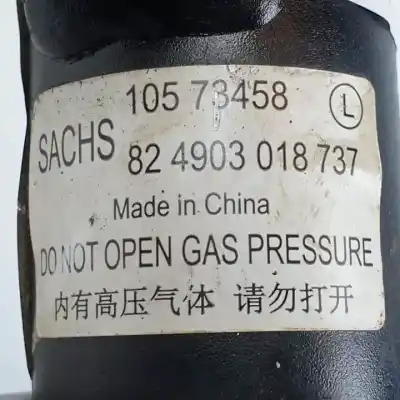 105 73458 L
SACHS
82 4903 018 737
Made in China
DO NOT OPEN GAS PRESSURE
内有高压气体 请勿打开